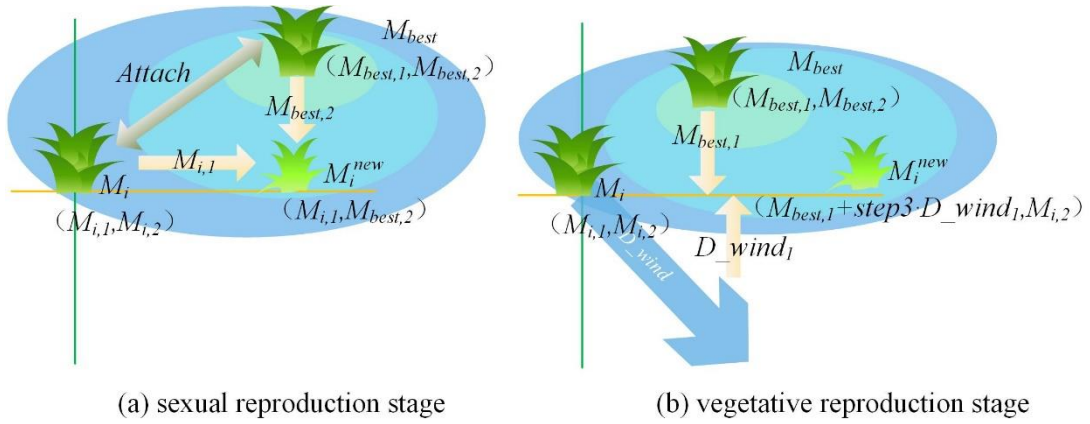 M_best
(M_best,1,M_best,2)
Attach
M_best,2
M_i,1
M_i^new
M_i
(M_i,1,M_best,2)
(M_i,1,M_i,2)
(a) sexual reproduction stage
M_best
(M_best,1,M_best,2)
M_best,1
M_i^new
M_i
(M_best,1+step3·D_wind_1,M_i,2)
(M_i,1,M_i,2)
D_wind
D_wind_1
(b) vegetative reproduction stage